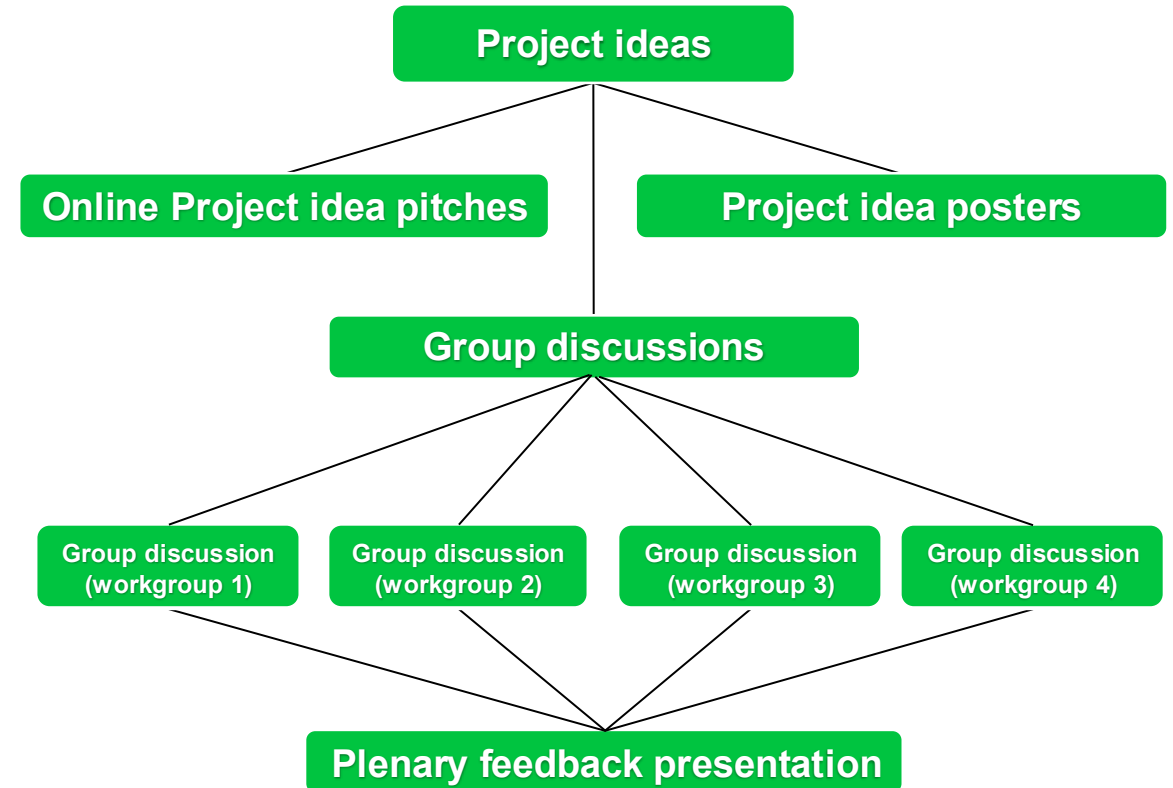 Project ideas
Online Project idea pitches
Project idea posters
Group discussions
Group discussion
(workgroup 1)
Group discussion
(workgroup 2)
Group discussion
(workgroup 3)
Group discussion
(workgroup 4)
Plenary feedback presentation